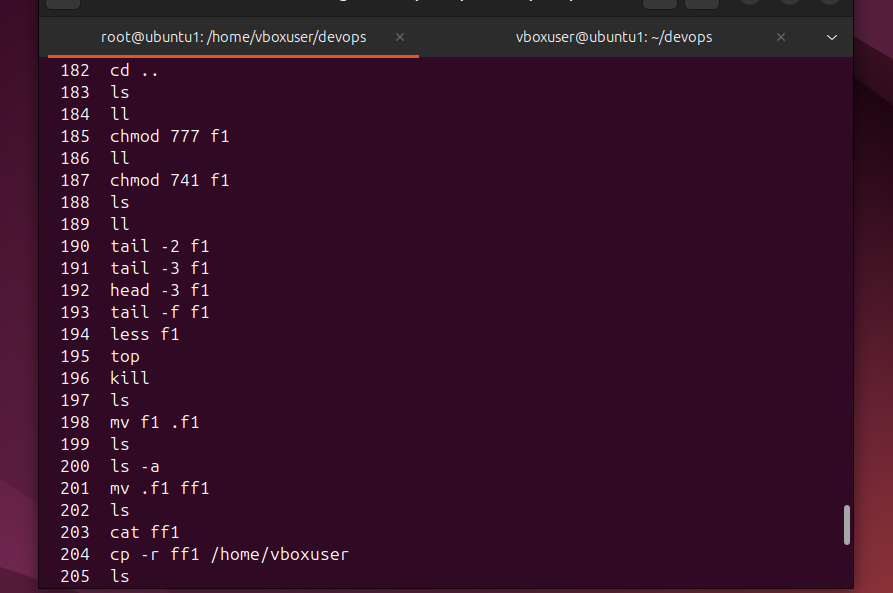 root@ubuntu1: /home/vboxuser/devops
vboxuser@ubuntu1: ~/devops
182 cd ..
183 ls
184 ll
185 chmod 777 f1
186 ll
187 chmod 741 f1
188 ls
189 ll
190 tail -2 f1
191 tail -3 f1
192 head -3 f1
193 tail -f f1
194 less f1
195 top
196 kill
197 ls
198 mv f1 .f1
199 ls
200 ls -a
201 mv .f1 ff1
202 ls
203 cat ff1
204 cp -r ff1 /home/vboxuser
205 ls